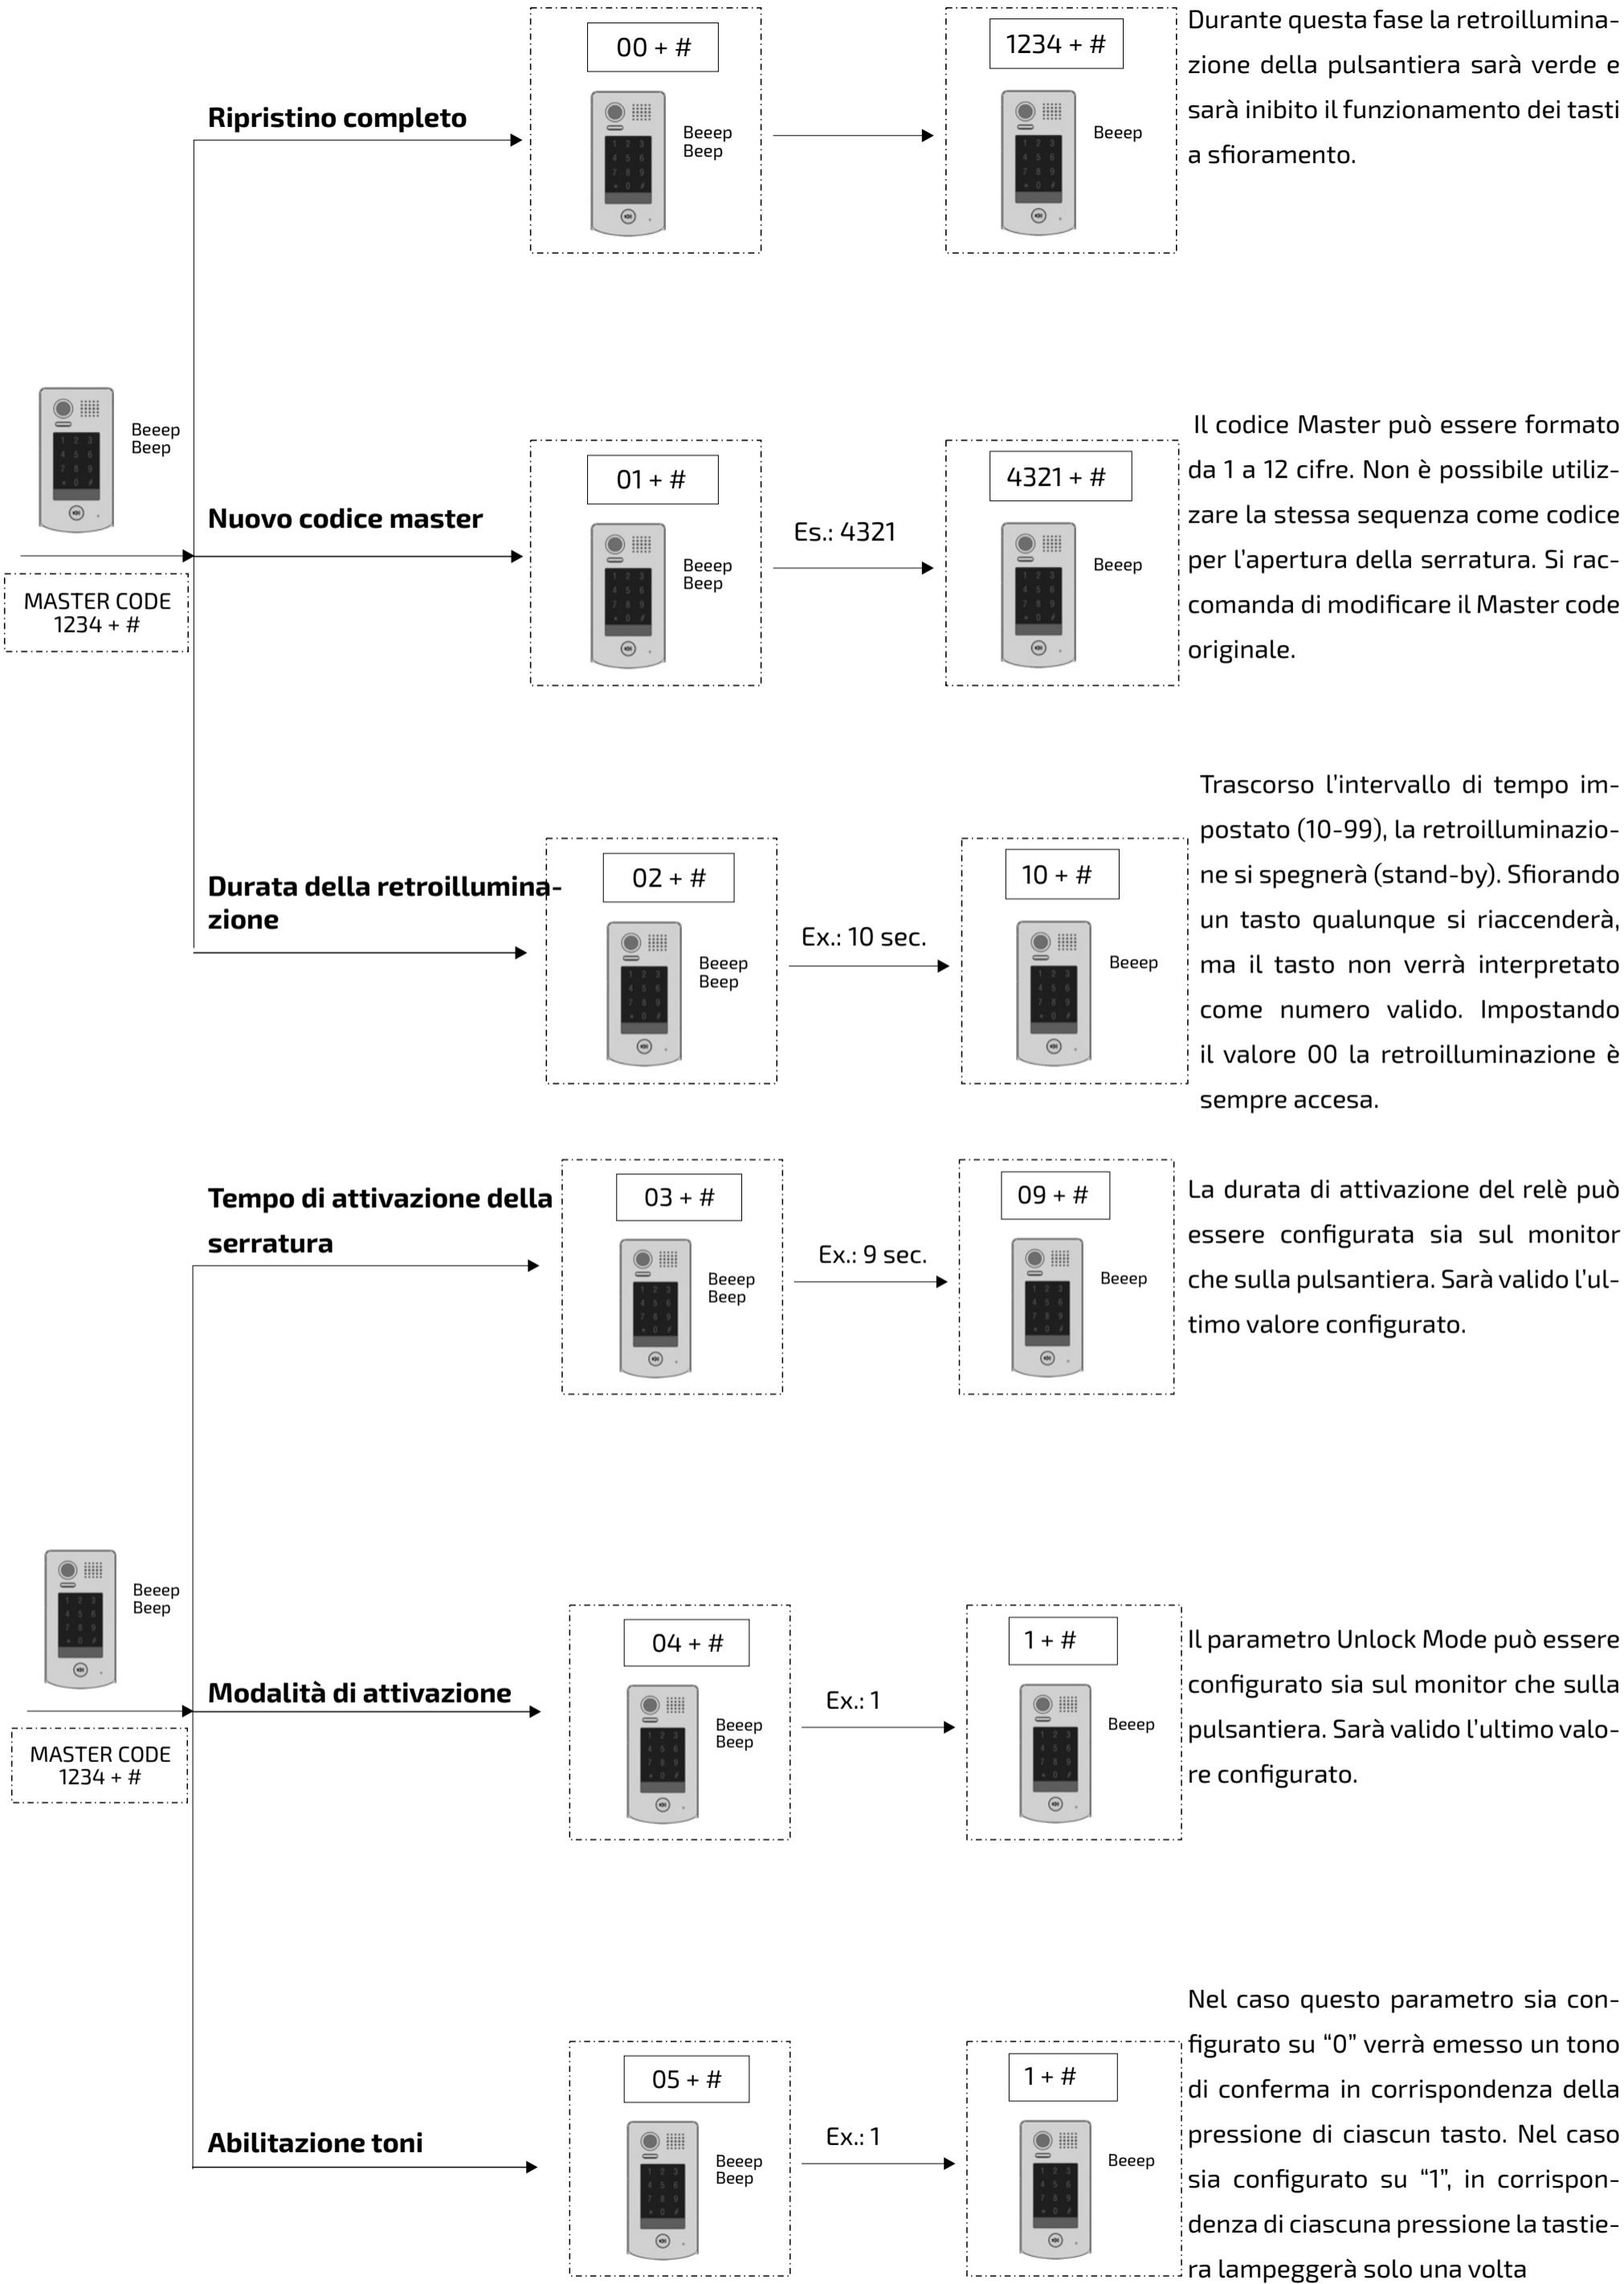 Ripristino completo
00 + #
Beeep
Beep
1234 + #
Beeep
Durante questa fase la retroillumina-
zione della pulsantiera sarà verde e
sarà inibito il funzionamento dei tasti
a sfioramento.
Beeep
Beep
MASTER CODE
1234 + #
Nuovo codice master
01 + #
Beeep
Beep
Es.: 4321
4321 + #
Beeep
Il codice Master può essere formato
da 1 a 12 cifre. Non è possibile utiliz-
zare la stessa sequenza come codice
per l'apertura della serratura. Si rac-
comanda di modificare il Master code
originale.
Durata della retroillumina-
zione
02 + #
Beeep
Beep
Ex.: 10 sec.
10 + #
Beeep
Trascorso l'intervallo di tempo im-
postato (10-99), la retroilluminazio-
ne si spegnerà (stand-by). Sfiorando
un tasto qualunque si riaccenderà,
ma il tasto non verrà interpretato
come numero valido. Impostando
il valore 00 la retroilluminazione è
sempre accesa.
Tempo di attivazione della
serratura
03 + #
Beeep
Beep
Ex.: 9 sec.
09 + #
Beeep
La durata di attivazione del relè può
essere configurata sia sul monitor
che sulla pulsantiera. Sarà valido l'ul-
timo valore configurato.
Beeep
Beep
MASTER CODE
1234 + #
Modalità di attivazione
04 + #
Beeep
Beep
Ex.: 1
1 + #
Beeep
Il parametro Unlock Mode può essere
configurato sia sul monitor che sulla
pulsantiera. Sarà valido l'ultimo valo-
re configurato.
Abilitazione toni
05 + #
Beeep
Beep
Ex.: 1
1 + #
Beeep
Nel caso questo parametro sia con-
figurato su “0” verrà emesso un tono
di conferma in corrispondenza della
pressione di ciascun tasto. Nel caso
sia configurato su “1”, in corrispon-
denza di ciascuna pressione la tastie-
ra lampeggerà solo una volta